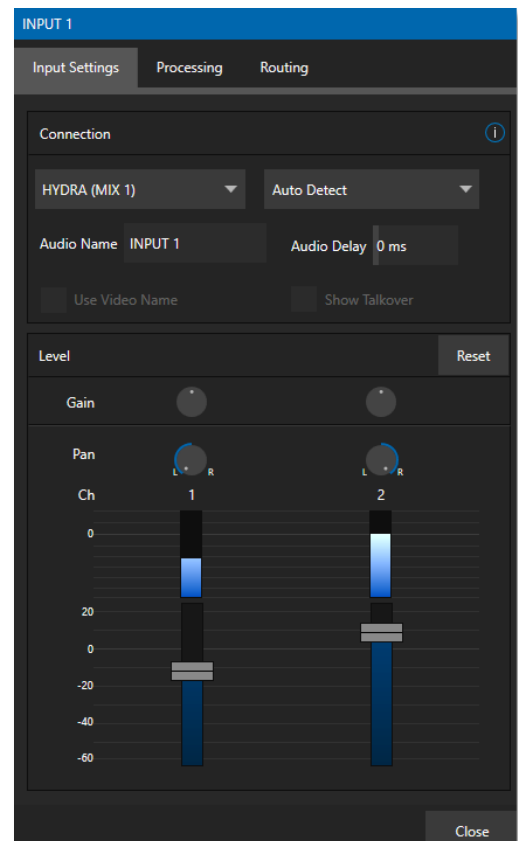 INPUT 1
Input Settings Processing Routing
Connection i
HYDRA (MIX 1) Auto Detect
Audio Name INPUT 1 Audio Delay 0 ms
Use Video Name Show Talkover
Level Reset
Gain
Pan L R L R
Ch 1 2
0
20
0
-20
-40
-60
Close